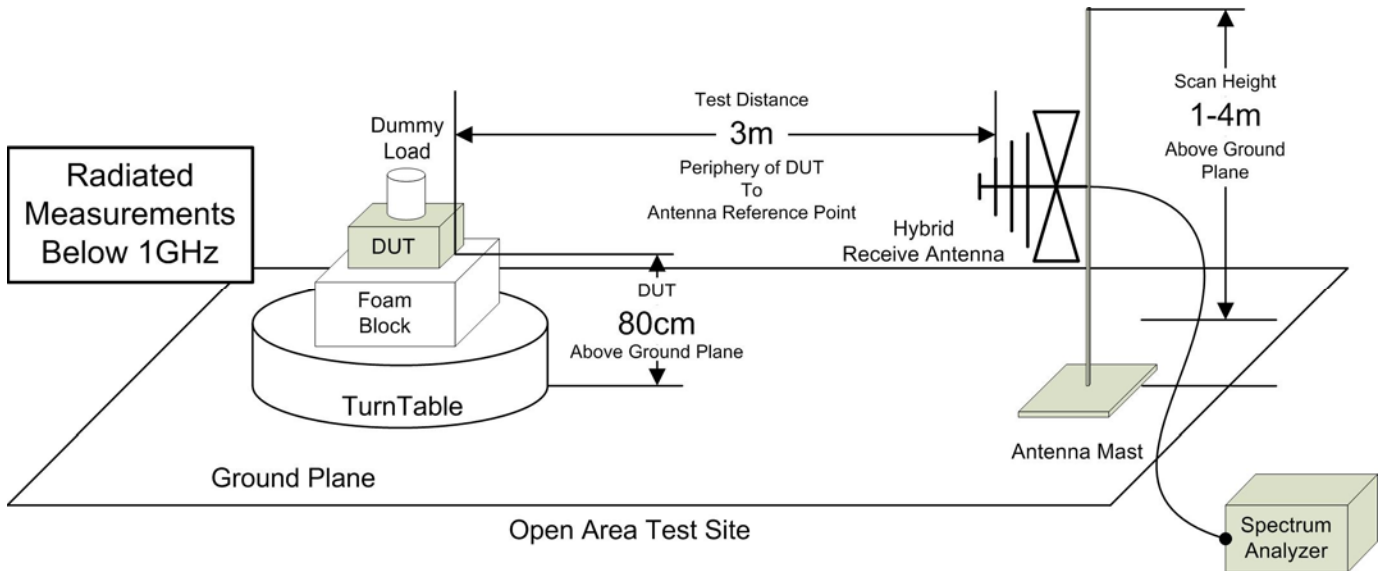 Radiated
Measurements
Below 1GHz
Dummy
Load
DUT
Foam
Block
TurnTable
Ground Plane
Test Distance
3m
Periphery of DUT
To
Antenna Reference Point
DUT
80cm
Above Ground Plane
Hybrid
Receive Antenna
Scan Height
1-4m
Above Ground
Plane
Antenna Mast
Open Area Test Site
Spectrum
Analyzer